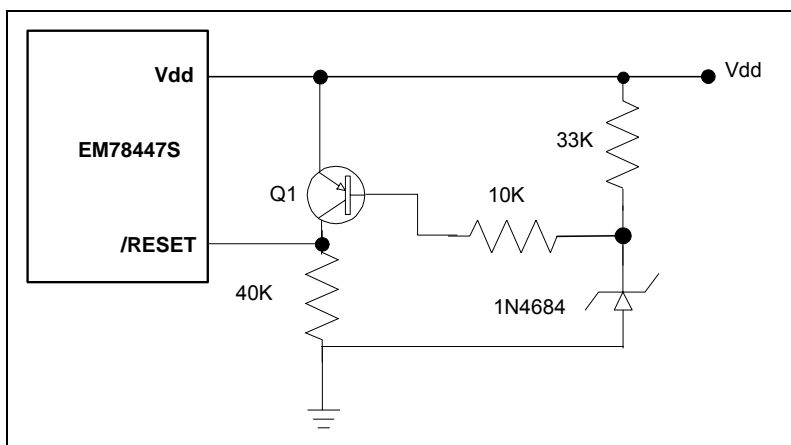 Vdd
Vdd
33K
EM78447S
Q1
10K
/RESET
40K
1N4684